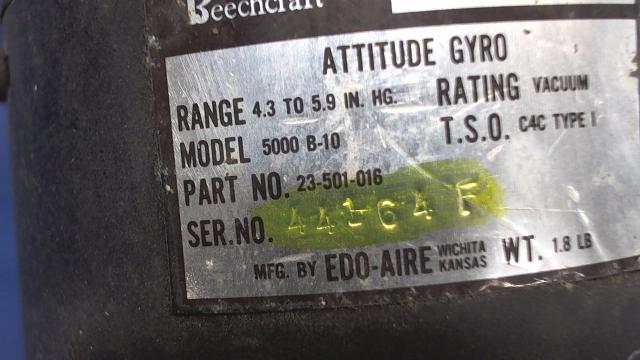 Beechcraft
ATTITUDE GYRO
RANGE 4.3 TO 5.9 IN. HG. RATING VACUUM
MODEL 5000 B-10 T.S.O. C4C TYPE I
PART NO. 23-501-016
SER.NO.
MFG. BY EDO-AIRE WICHITA KANSAS WT. 1.8 LB